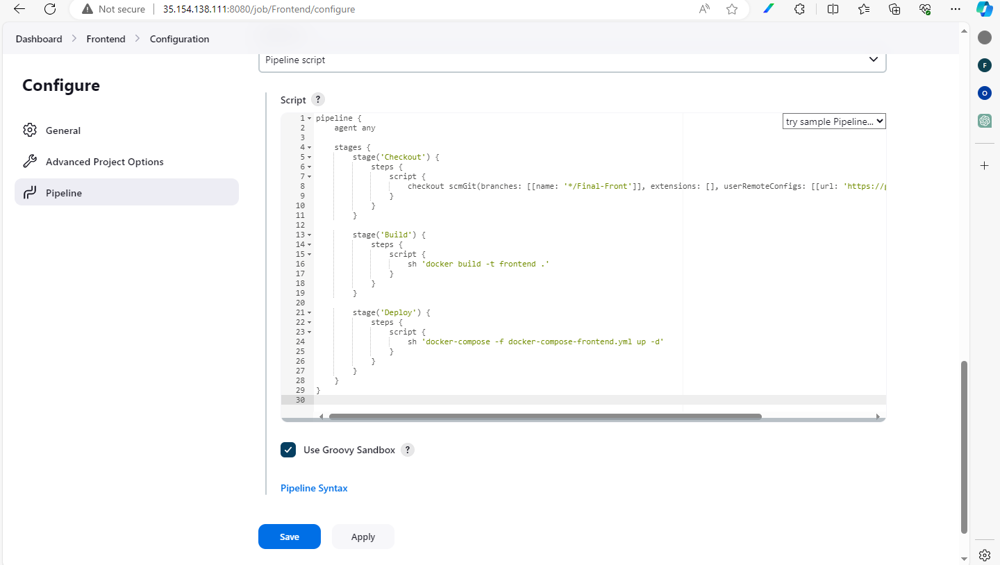 Not secure 35.154.138.111:8080/job/Frontend/configure
Dashboard Frontend Configuration
Pipeline script
Configure
General
Advanced Project Options
Pipeline
Script ?
try sample Pipeline...
1 pipeline {
2     agent any
3
4     stages {
5         stage('Checkout') {
6             steps {
7                 script {
8                     checkout scmGit(branches: [[name: '*/Final-Front']], extensions: [], userRemoteConfigs: [[url: 'https://g
9                 }
10             }
11         }
12
13         stage('Build') {
14             steps {
15                 script {
16                     sh 'docker build -t frontend .'
17                 }
18             }
19         }
20
21         stage('Deploy') {
22             steps {
23                 script {
24                     sh 'docker-compose -f docker-compose-frontend.yml up -d'
25                 }
26             }
27         }
28     }
29 }
30
Use Groovy Sandbox ?
Pipeline Syntax
Save Apply
F
O